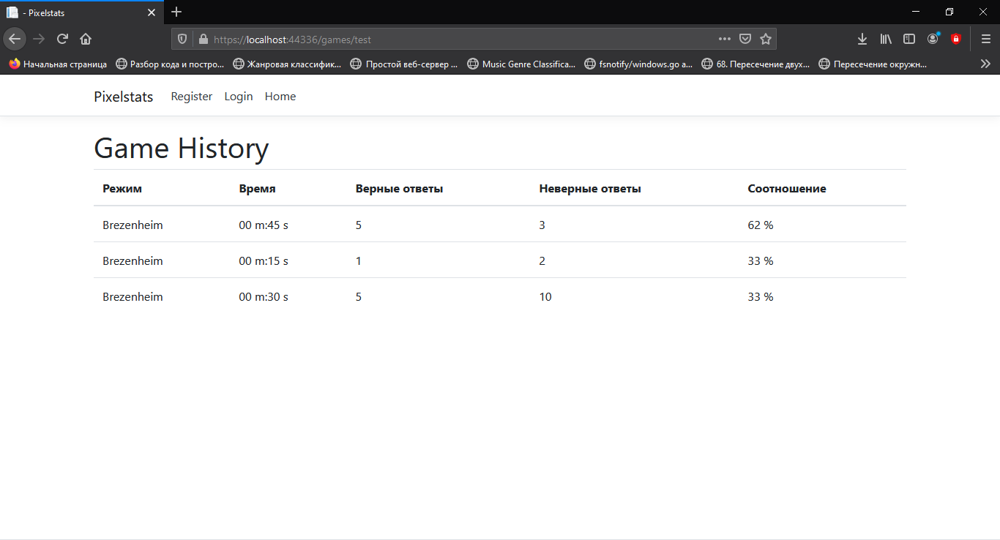 - Pixelstats
https://localhost:44336/games/test
Начальная страница Разбор кода и постро... Жанровая классифик... Простой веб-сервер ... Music Genre Classifica... fsnotify/windows.go a... 68. Пересечение двух... Пересечение окружн...
Pixelstats Register Login Home
Game History
Режим Время Верные ответы Неверные ответы Соотношение
Brezenheim 00 m:45 s 5 3 62 %
Brezenheim 00 m:15 s 1 2 33 %
Brezenheim 00 m:30 s 5 10 33 %